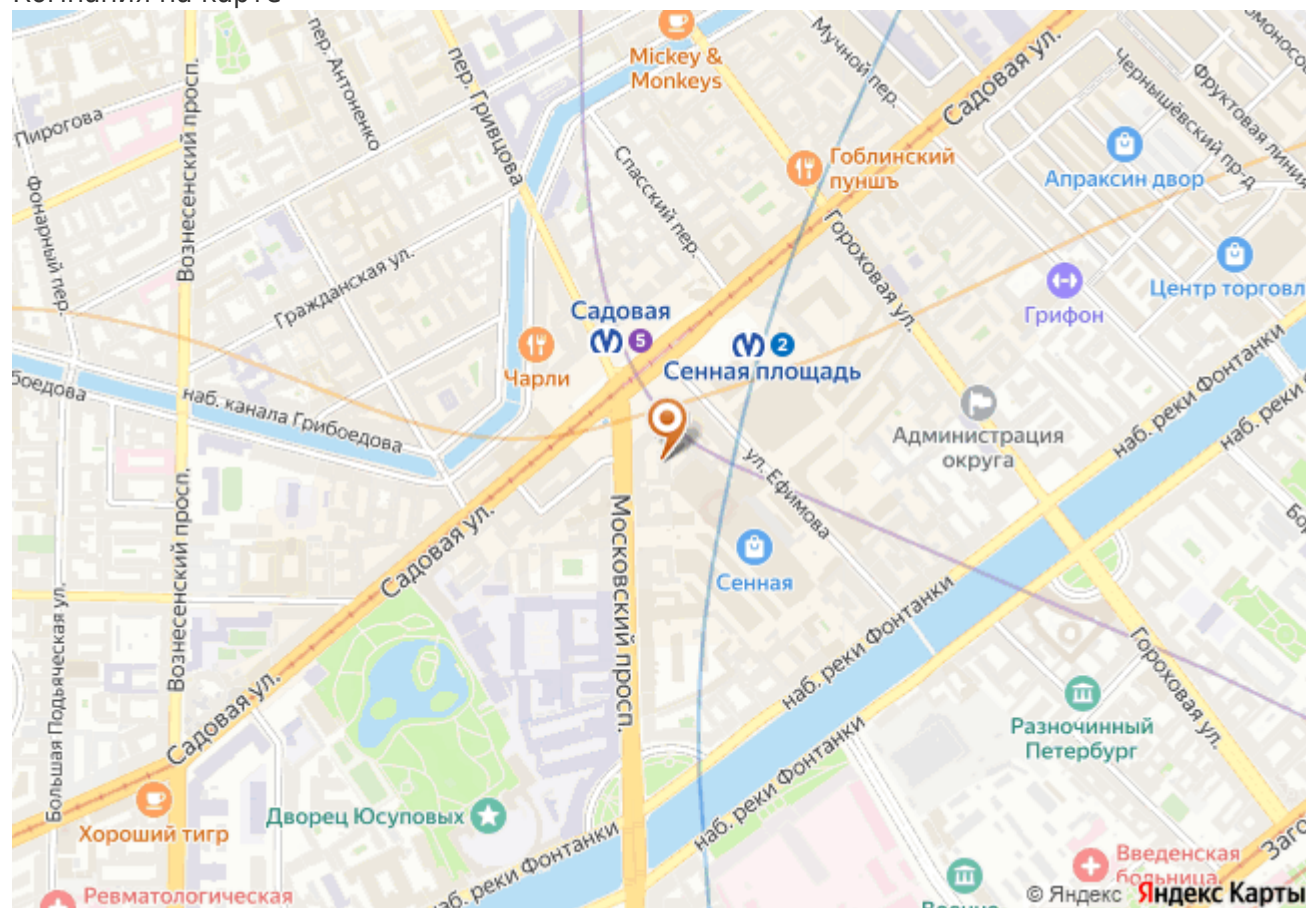 Mickey &
Monkeys
Мучной пер.
Садовая ул.
Чернышёвский пр-д
Фруктовая линия
пер. Антоненко
пер. Гривцова
Вознесенский просп.
Пирогова
Фонарный пер.
Спасский пер.
Гоблинский
пуншъ
Апраксин двор
Гороховая ул.
Гражданская ул.
Садовая
5
2
Сенная площадь
Чарли
Грифон
Центр торговл
наб. канала Грибоедова
Администрация
округа
наб. реки Фонтанки
наб. реки
ул. Ефимова
Московский просп.
Садовая ул.
Сенная
Вознесенский просп.
Большая Подьяческая ул.
Садовая ул.
наб. реки Фонтанки
Гороховая ул.
Разночинный
Петербург
наб. реки Фонтанки
Дворец Юсуповых
Хороший тигр
наб. реки Фонтанки
Введенская
больница
Ревматологическая
© Яндекс Яндекс Карты